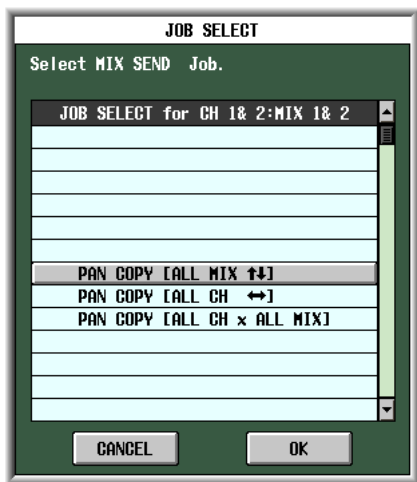 JOB SELECT
Select MIX SEND Job.
JOB SELECT for CH 1& 2:MIX 1& 2
PAN COPY [ALL MIX ⬆⬇]
PAN COPY [ALL CH ↔]
PAN COPY [ALL CH x ALL MIX]
CANCEL OK